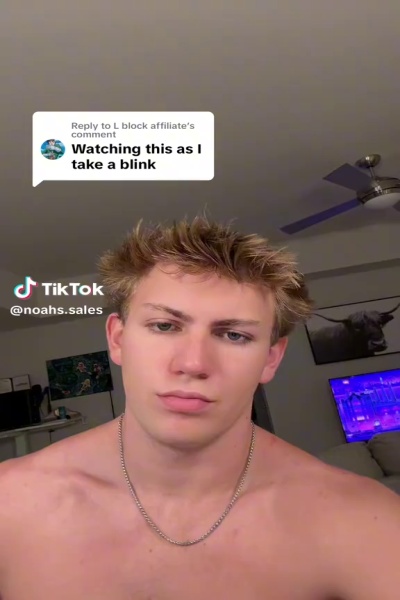 Reply to L block affiliate's
comment
Watching this as I
take a blink
TikTok
@noahs.sales